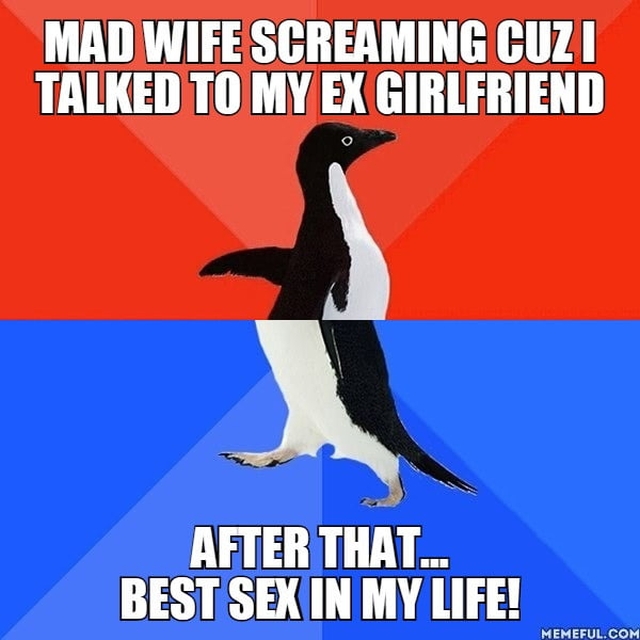 MAD WIFE SCREAMING CUZ I
TALKED TO MY EX GIRLFRIEND
AFTER THAT...
BEST SEX IN MY LIFE!
MEMEFUL.COM